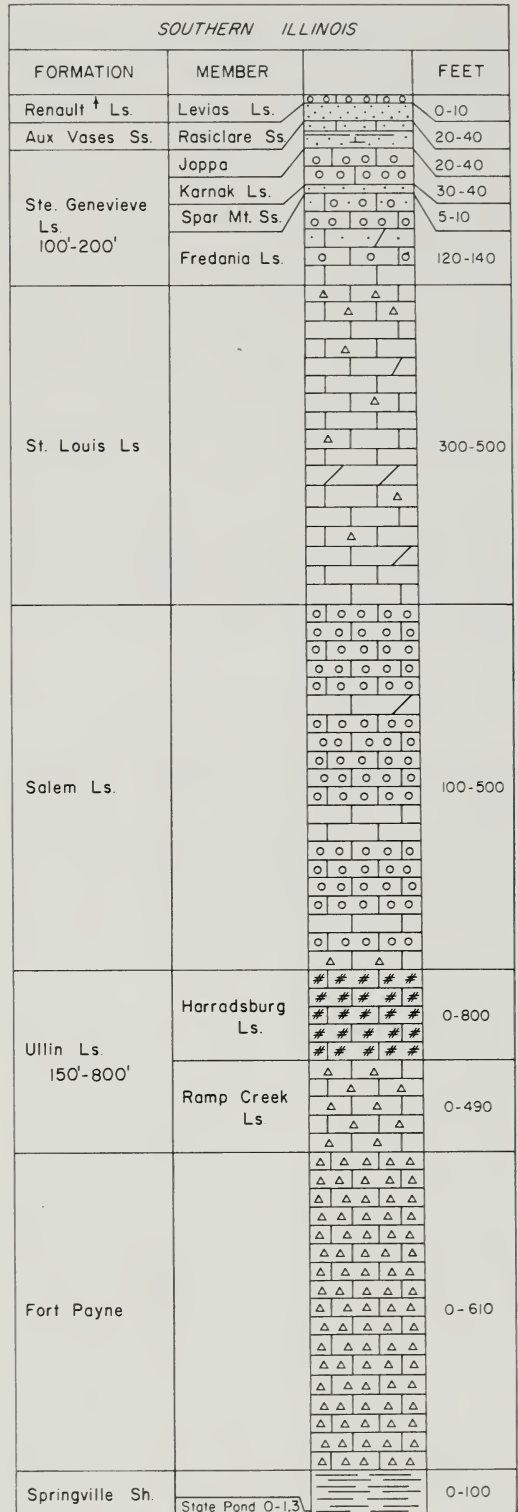 SOUTHERN ILLINOIS
FORMATION MEMBER FEET
Renault ↑ Ls. Levias Ls. 0-10
Aux Vases Ss. Rasiclare Ss. 20-40
Joppa 20-40
Karnak Ls. 30-40
Ste. Genevieve
Ls.
100'-200'
Spar Mt. Ss. 5-10
Fredania Ls. 120-140
St. Louis Ls 300-500
Salem Ls. 100-500
Ullin Ls.
150'-800'
Harradsburg
Ls.
0-800
Ramp Creek
Ls
0-490
Fort Payne 0-610
Springville Sh. 0-100
State Pond 0-1.3